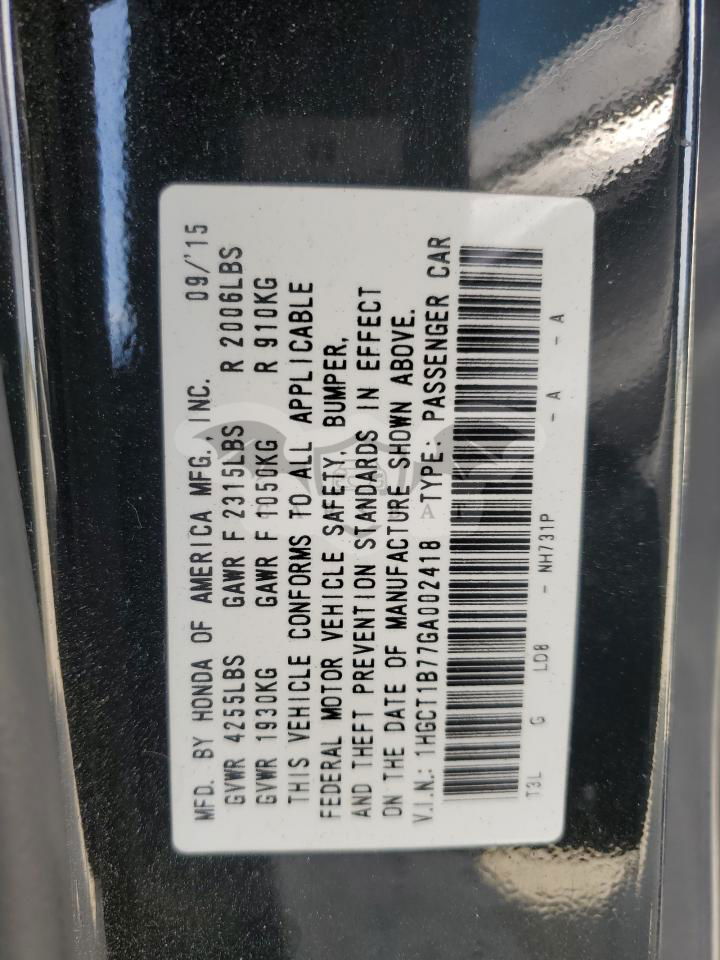 MFD. BY HONDA OF AMERICA MFG., INC. 09/'15
GVWR 4255LBS GAWR F 2315LBS R 2006LBS
GVWR 1930KG GAWR F 1050KG R 910KG
THIS VEHICLE CONFORMS TO ALL APPLICABLE
FEDERAL MOTOR VEHICLE SAFETY, BUMPER,
AND THEFT PREVENTION STANDARDS IN EFFECT
ON THE DATE OF MANUFACTURE SHOWN ABOVE.
V.I.N.: 1HGCT1B77GA002418 TYPE: PASSENGER CAR
T3L G LD8 - NH731P - A - A